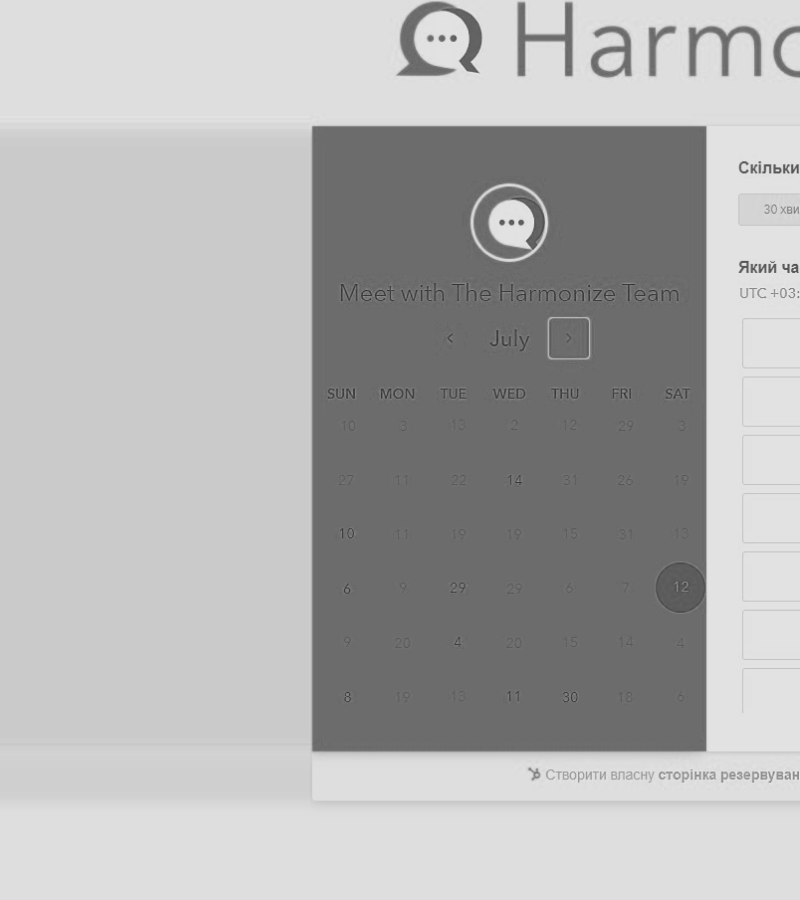 Harmo
Meet with The Harmonize Team
July
SUN MON TUE WED THU FRI SAT
10 3 13 2 12 29 3
27 11 22 14 31 26 19
10 11 19 19 15 31 13
6 9 29 29 6 7 12
9 20 4 20 15 14 4
8 19 13 11 30 18 6
Скільки
30 хви
Який ча
UTC +03:
Створити власну сторінка резервуван